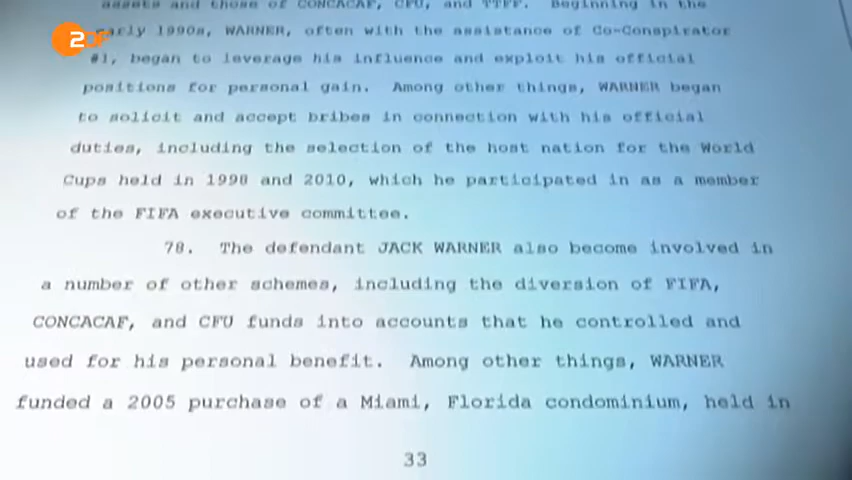 assets and those of CONCACAF, CFU, and TTFF. Beginning in the
early 1990s, WARNER, often with the assistance of Co-Conspirator
#1, began to leverage his influence and exploit his official
positions for personal gain. Among other things, WARNER began
to solicit and accept bribes in connection with his official
duties, including the selection of the host nation for the World
Cups held in 1998 and 2010, which he participated in as a member
of the FIFA executive committee.
78. The defendant JACK WARNER also become involved in
a number of other schemes, including the diversion of FIFA,
CONCACAF, and CFU funds into accounts that he controlled and
used for his personal benefit. Among other things, WARNER
funded a 2005 purchase of a Miami, Florida condominium, held in
33
ZDF